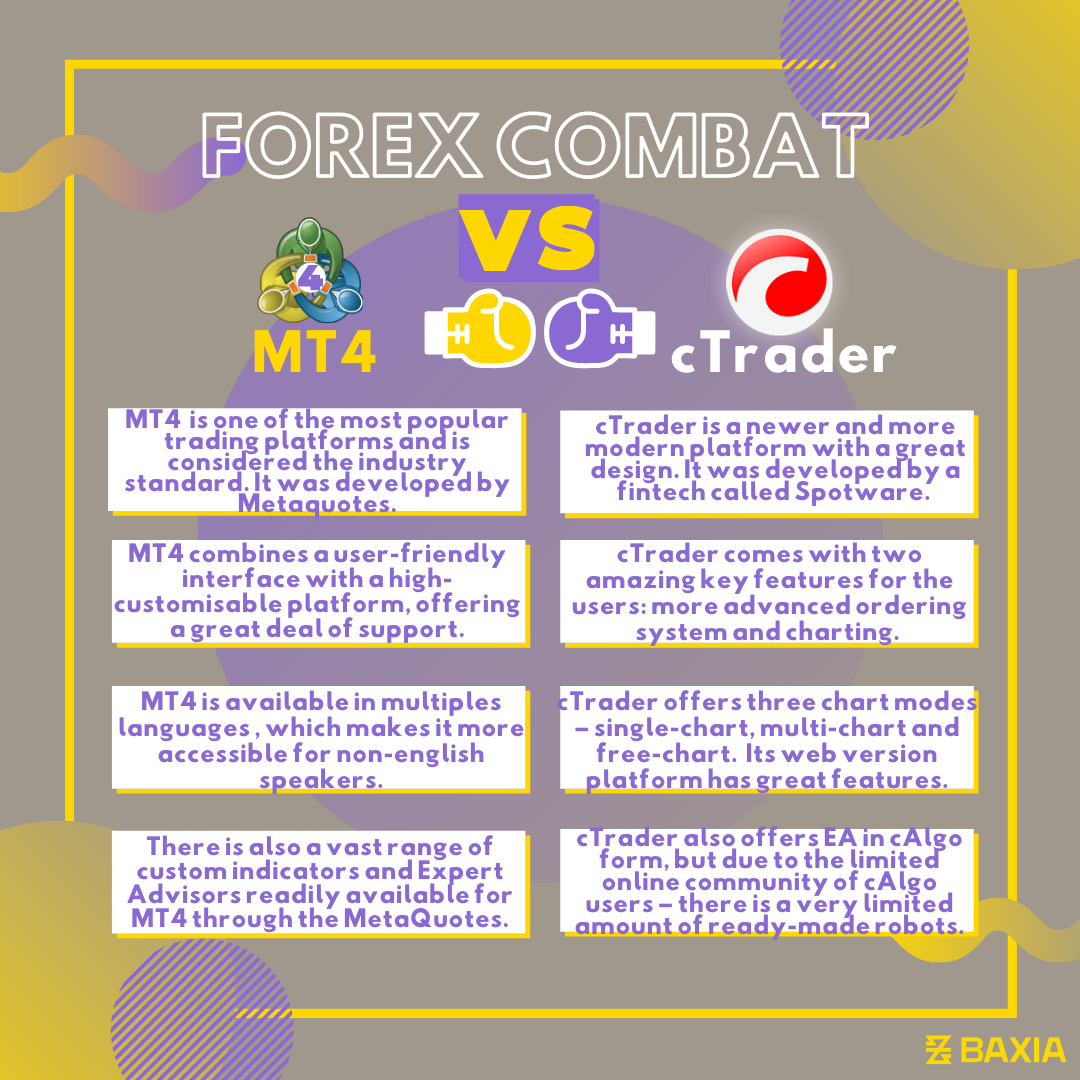 FOREX COMBAT
VS
4
MT4
cTrader
MT4 is one of the most popular
trading platforms and is
considered the industry
standard. It was developed by
Metaquotes.
cTrader is a newer and more
modern platform with a great
design. It was developed by a
fintech called Spotware.
MT4 combines a user-friendly
interface with a high-
customisable platform, offering
a great deal of support.
cTrader comes with two
amazing key features for the
users: more advanced ordering
system and charting.
MT4 is available in multiples
languages , which makes it more
accessible for non-english
speakers.
cTrader offers three chart modes
– single-chart, multi-chart and
free-chart. Its web version
platform has great features.
There is also a vast range of
custom indicators and Expert
Advisors readily available for
MT4 through the MetaQuotes.
cTrader also offers EA in cAlgo
form, but due to the limited
online community of cAlgo
users – there is a very limited
amount of ready-made robots.
BAXIA